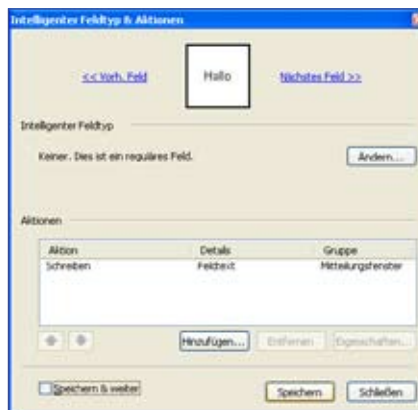 Intelligenter Feldtyp & Aktionen
<< Vorh. Feld
Hallo
Nächstes Feld >>
Intelligenter Feldtyp
Keiner. Dies ist ein reguläres Feld.
Ändern...
Aktionen
Aktion Details Gruppe
Schreiben Feldtext Mitteilungsfenster
Hinzufügen... Entfernen Eigenschaften...
Speichern & weiter
Speichern Schließen